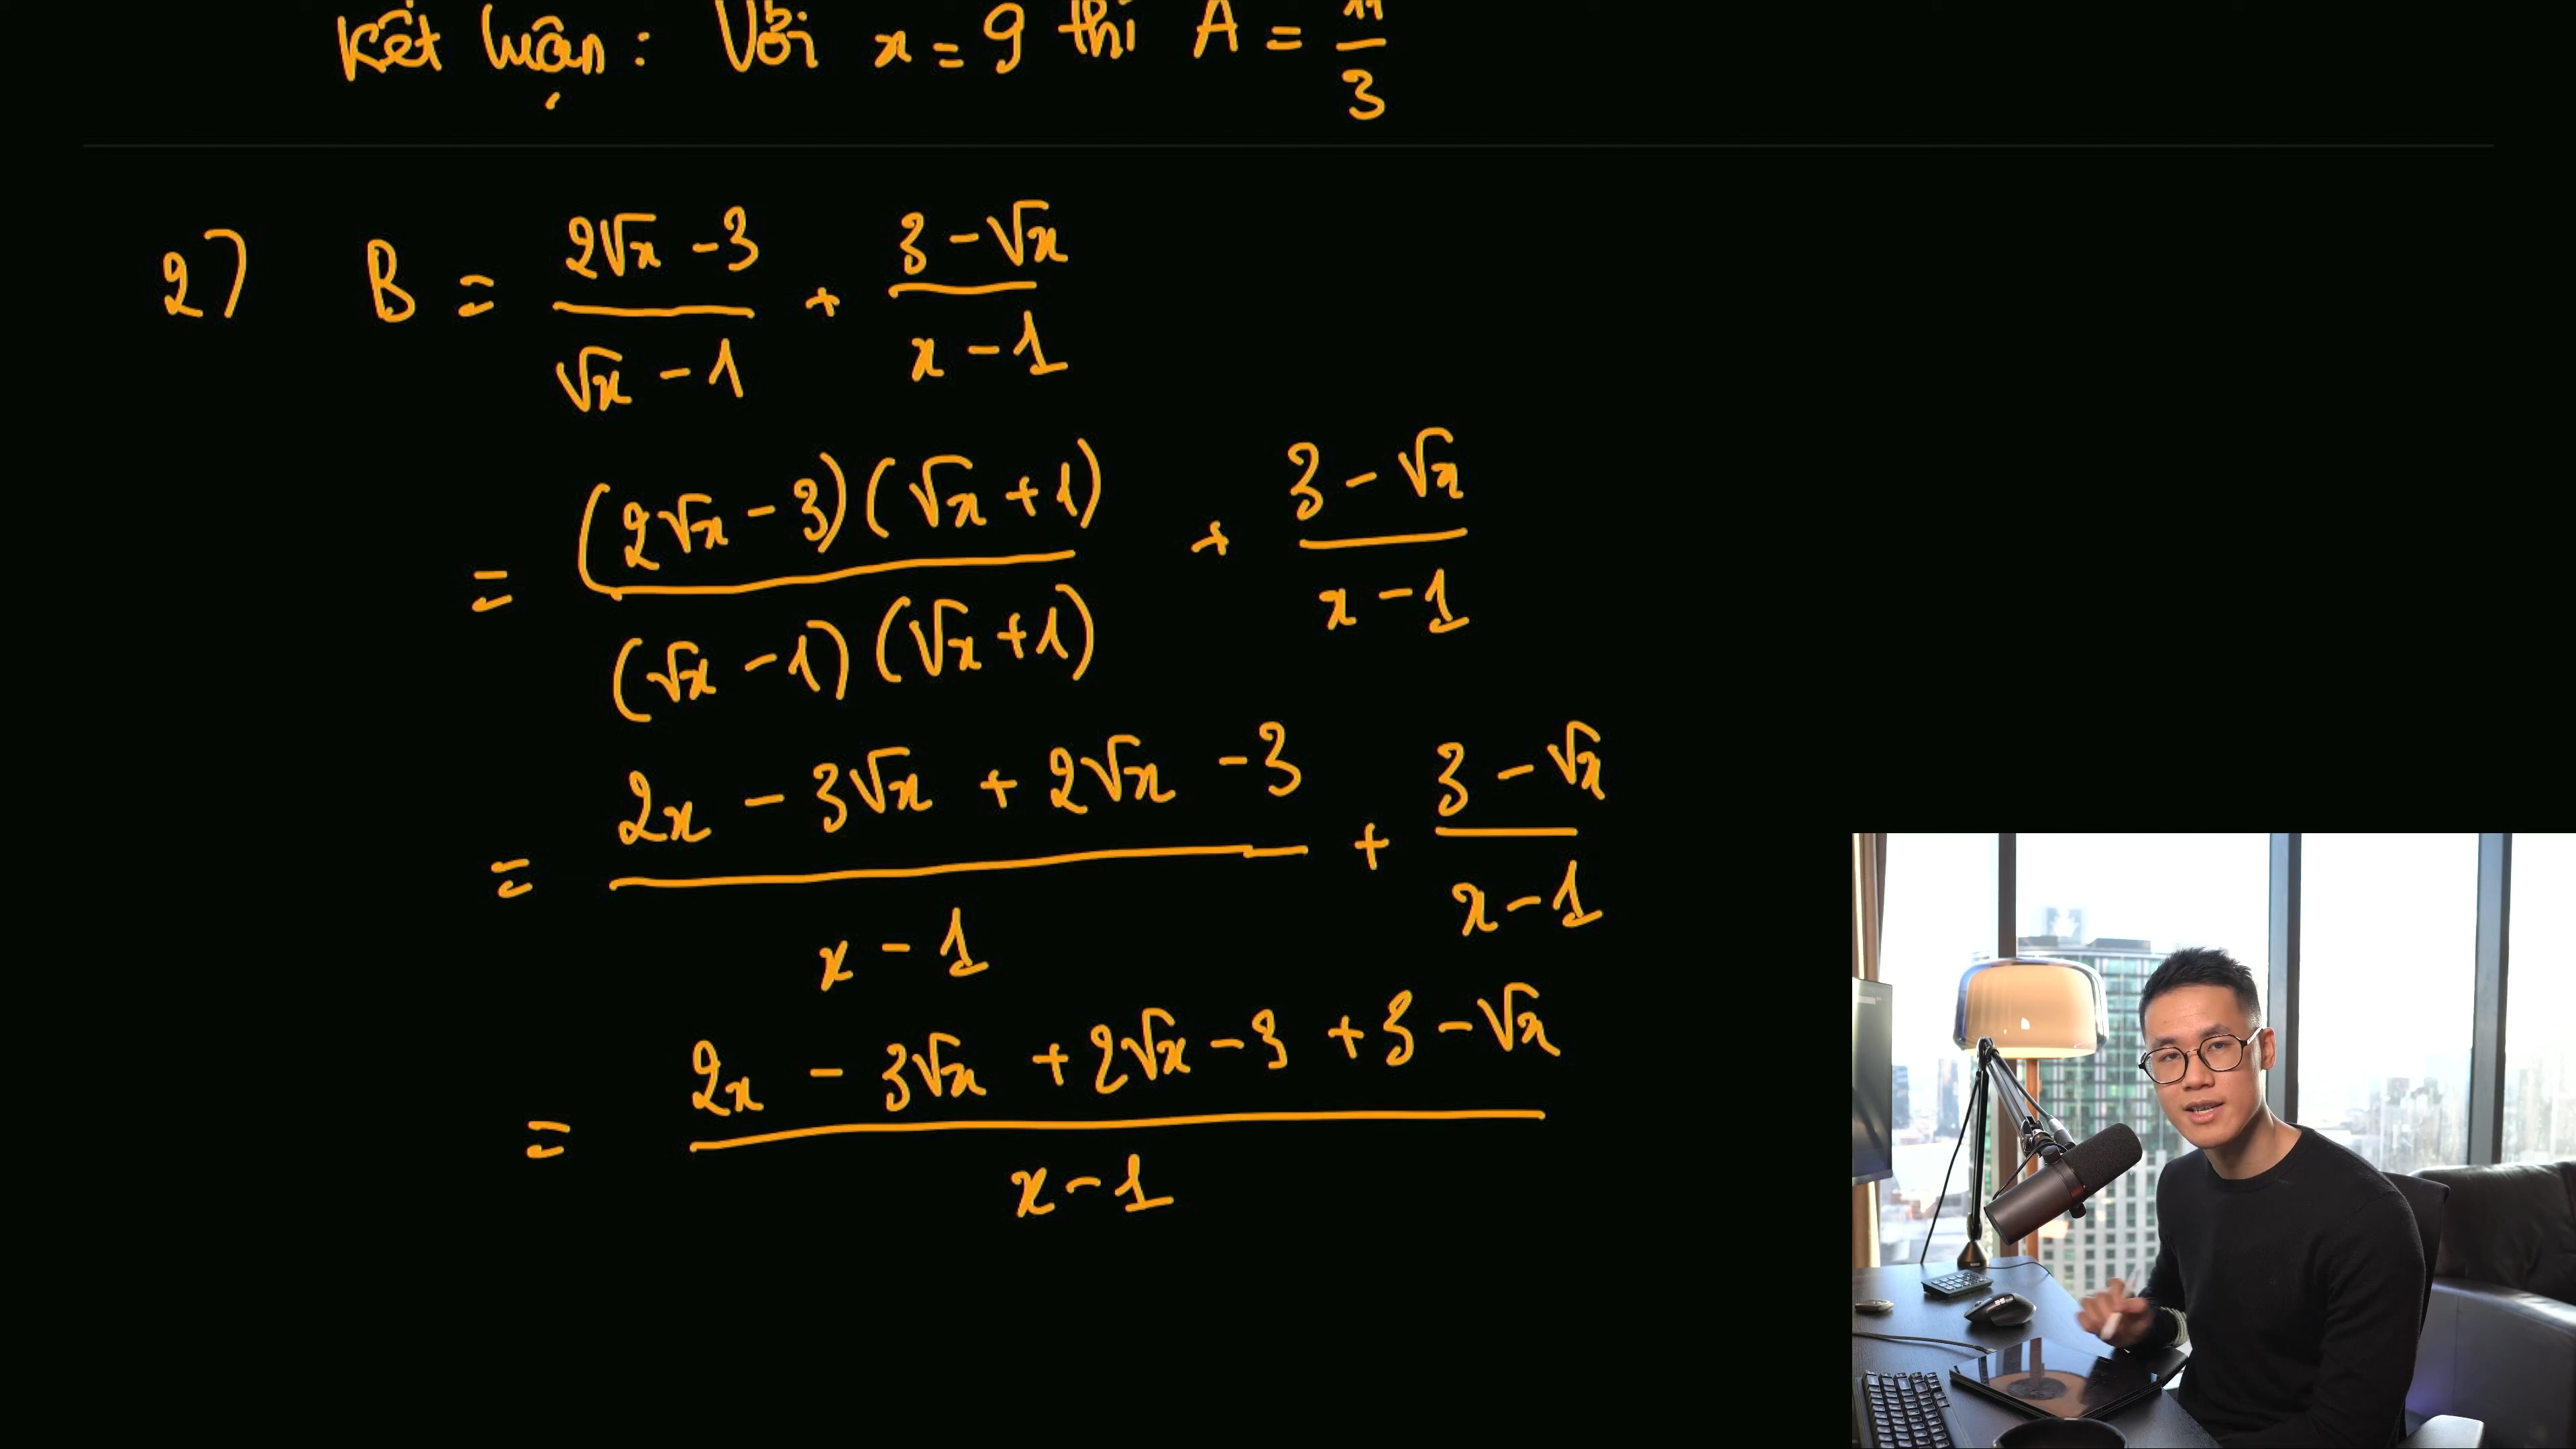 Kết luận : Với x = 9 thì A = 11/3
2) B = (2√x - 3)/(√x - 1) + (3 - √x)/(x - 1)
= ((2√x - 3)(√x + 1))/((√x - 1)(√x + 1)) + (3 - √x)/(x - 1)
= (2x - 3√x + 2√x - 3)/(x - 1) + (3 - √x)/(x - 1)
= (2x - 3√x + 2√x - 3 + 3 - √x)/(x - 1)